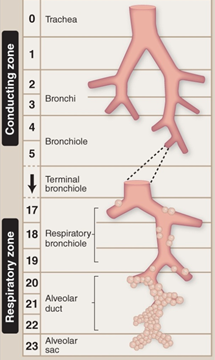 Conducting zone
0
Trachea
1
2
Bronchi
3
4
Bronchiole
5
Terminal
bronchiole
Respiratory zone
17
18
Respiratory
bronchiole
19
20
Alveolar
duct
21
22
23
Alveolar
sac